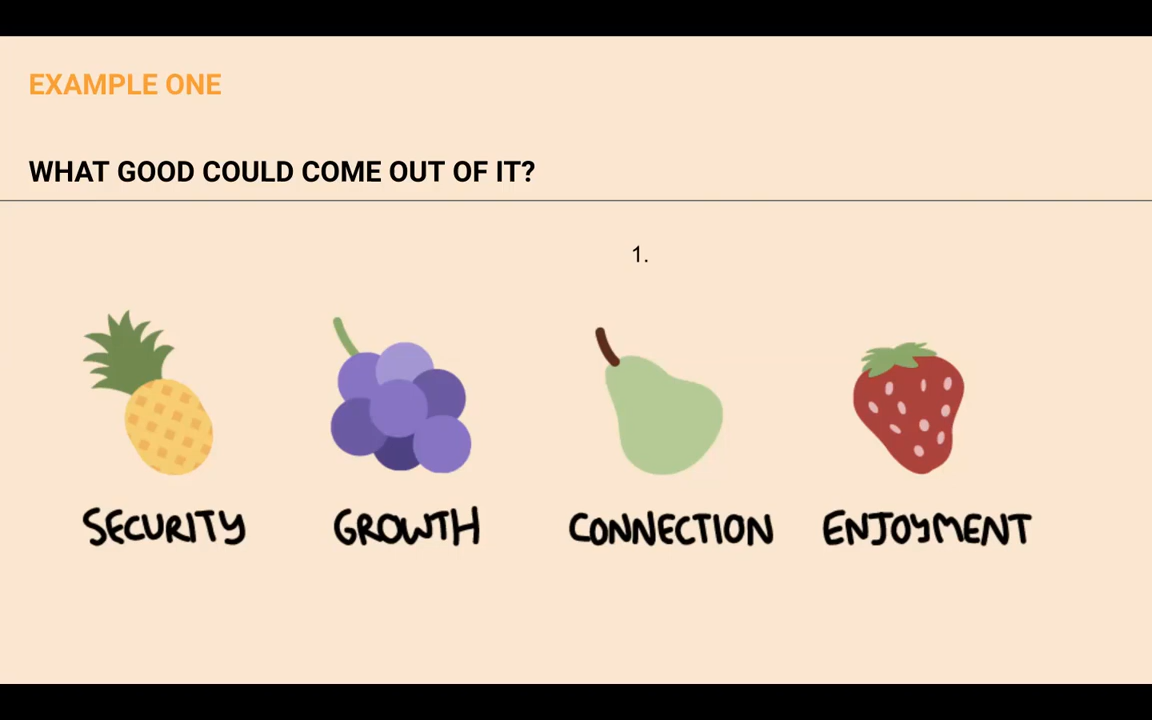 EXAMPLE ONE
WHAT GOOD COULD COME OUT OF IT?
1.
SECURITY GROWTH CONNECTION ENJOYMENT